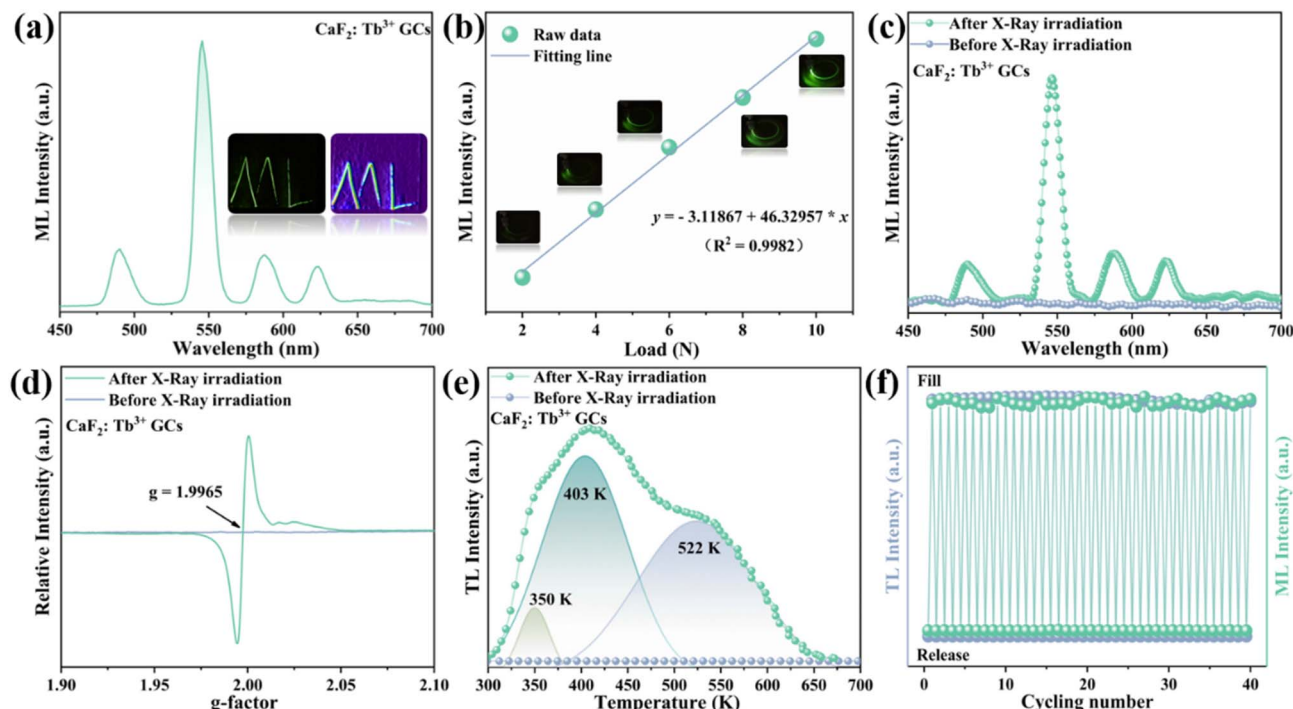 (a)
CaF₂: Tb³⁺ GCs
ML Intensity (a.u.)
450 500 550 600 650 700
Wavelength (nm)
(b)
Raw data
Fitting line
y = - 3.11867 + 46.32957 * x
（R² = 0.9982）
ML Intensity (a.u.)
2 4 6 8 10
Load (N)
(c)
After X-Ray irradiation
Before X-Ray irradiation
CaF₂: Tb³⁺ GCs
ML Intensity (a.u.)
450 500 550 600 650 700
Wavelength (nm)
(d)
After X-Ray irradiation
Before X-Ray irradiation
CaF₂: Tb³⁺ GCs
g = 1.9965
Relative Intensity (a.u.)
1.90 1.95 2.00 2.05 2.10
g-factor
(e)
After X-Ray irradiation
Before X-Ray irradiation
CaF₂: Tb³⁺ GCs
403 K
522 K
350 K
TL Intensity (a.u.)
300 350 400 450 500 550 600 650 700
Temperature (K)
(f)
Fill
Release
TL Intensity (a.u.)
ML Intensity (a.u.)
0 10 20 30 40
Cycling number